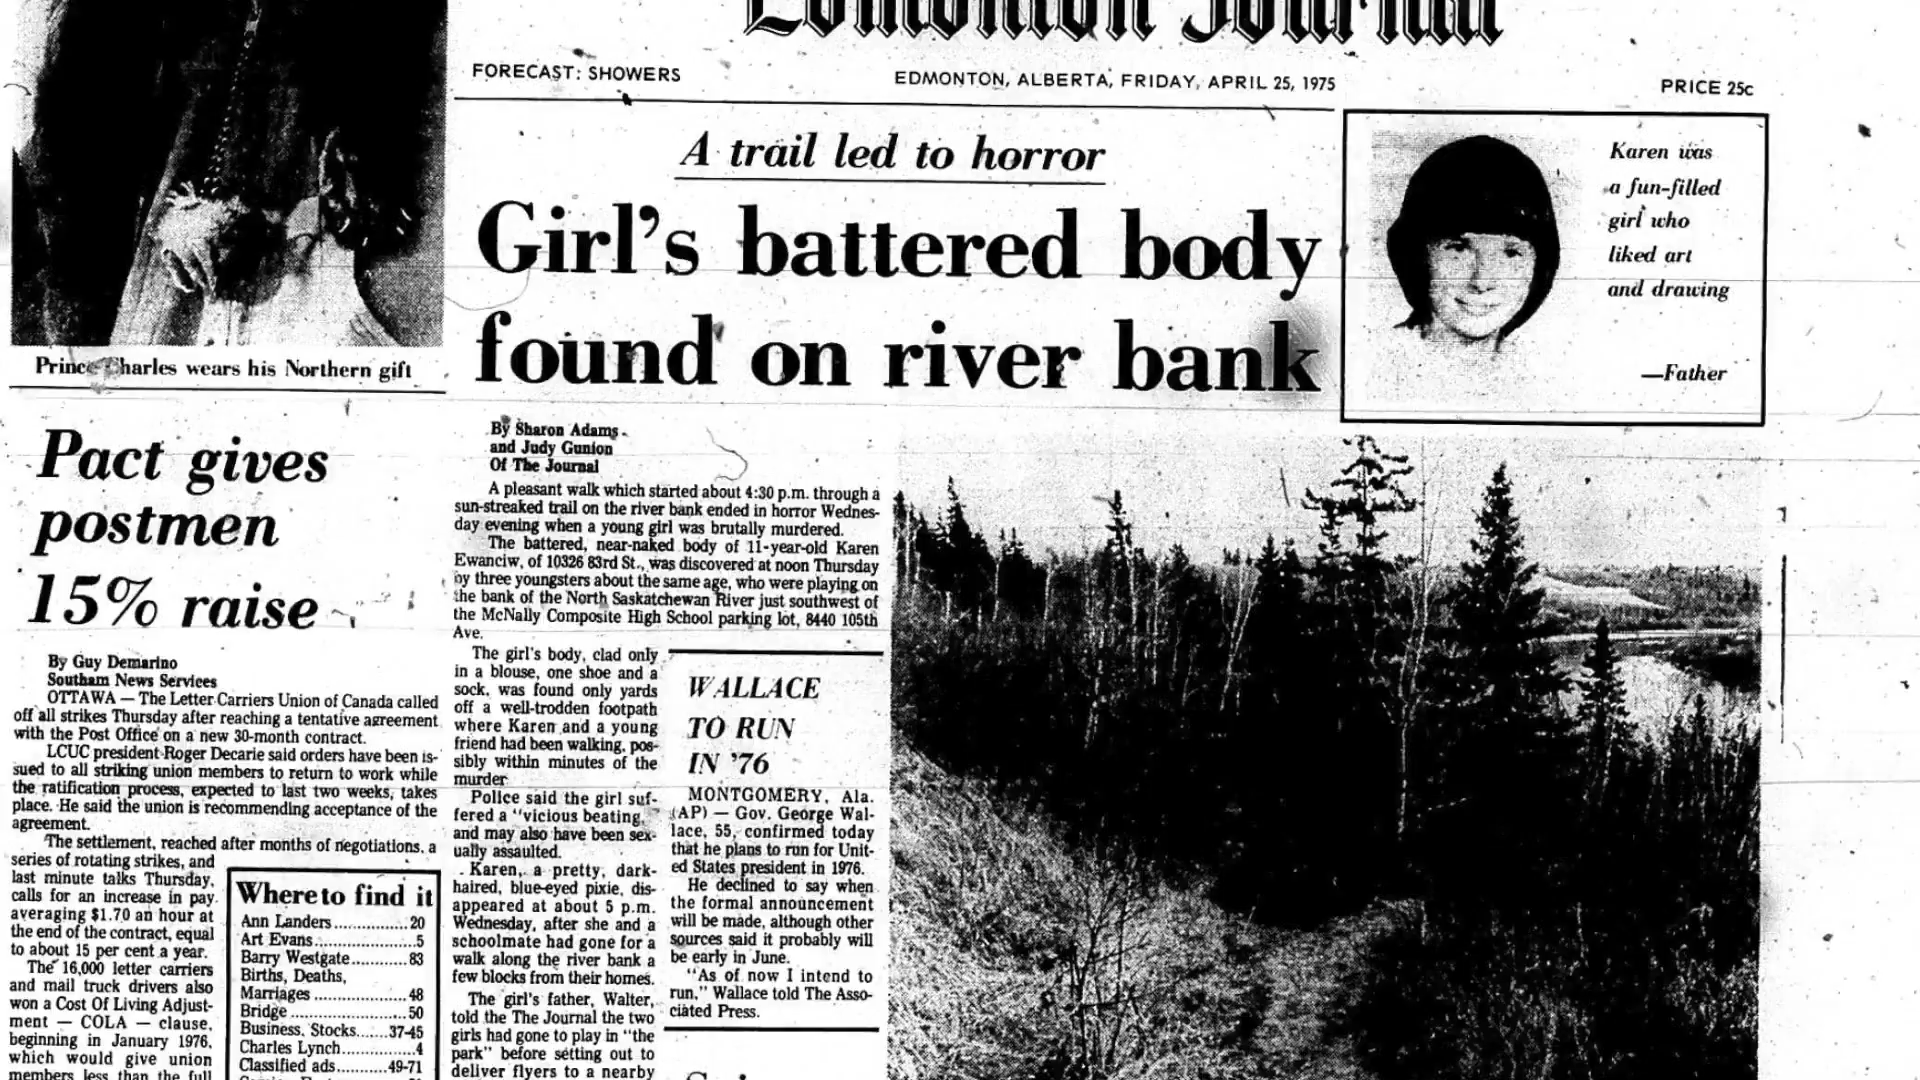 Edmonton Journal
FORECAST: SHOWERS
EDMONTON, ALBERTA, FRIDAY, APRIL 25, 1975
PRICE 25c
A trail led to horror
Girl's battered body
found on river bank
Karen was
a fun-filled
girl who
liked art
and drawing
—Father
Prince Charles wears his Northern gift
Pact gives
postmen
15% raise
By Guy Demarino
Southam News Services
OTTAWA — The Letter Carriers Union of Canada called
off all strikes Thursday after reaching a tentative agreement
with the Post Office on a new 30-month contract.
LCUC president Roger Decarie said orders have been is-
sued to all striking union members to return to work while
the ratification process, expected to last two weeks, takes
place. He said the union is recommending acceptance of the
agreement.
The settlement, reached after months of negotiations, a
series of rotating strikes, and
last minute talks Thursday,
calls for an increase in pay
averaging $1.70 an hour at
the end of the contract, equal
to about 15 per cent a year.
The 16,000 letter carriers
and mail truck drivers also
won a Cost Of Living Adjust-
ment — COLA — clause,
beginning in January 1976,
which would give union
members less than the full
Where to find it
Ann Landers...............20
Art Evans...................5
Barry Westgate...........83
Births, Deaths,
Marriages..................48
Bridge......................50
Business, Stocks......37-45
Charles Lynch..............4
Classified ads..........49-71
By Sharon Adams
and Judy Gunion
Of The Journal
A pleasant walk which started about 4:30 p.m. through a
sun-streaked trail on the river bank ended in horror Wednes-
day evening when a young girl was brutally murdered.
The battered, near-naked body of 11-year-old Karen
Ewanciw, of 10326 83rd St., was discovered at noon Thursday
by three youngsters about the same age, who were playing on
the bank of the North Saskatchewan River just southwest of
the McNally Composite High School parking lot, 8440 105th
Ave.
The girl's body, clad only
in a blouse, one shoe and a
sock, was found only yards
off a well-trodden footpath
where Karen and a young
friend had been walking, pos-
sibly within minutes of the
murder
Police said the girl suf-
fered a "vicious beating,"
and may also have been sex-
ually assaulted.
Karen, a pretty, dark-
haired, blue-eyed pixie, dis-
appeared at about 5 p.m.
Wednesday, after she and a
schoolmate had gone for a
walk along the river bank a
few blocks from their homes.
The girl's father, Walter,
told the The Journal the two
girls had gone to play in "the
park" before setting out to
deliver flyers to a nearby
WALLACE
TO RUN
IN '76
MONTGOMERY, Ala.
(AP) — Gov. George Wal-
lace, 55, confirmed today
that he plans to run for Unit-
ed States president in 1976.
He declined to say when
the formal announcement
will be made, although other
sources said it probably will
be early in June.
"As of now I intend to
run," Wallace told The Asso-
ciated Press.